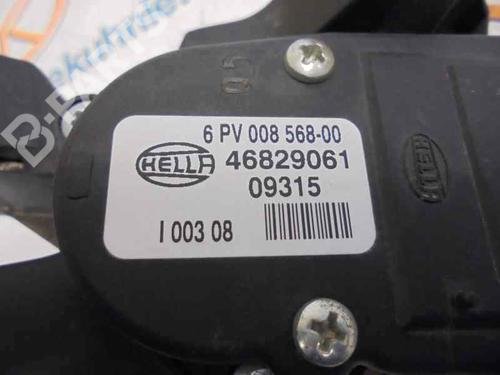 6 PV 008 568-00
HELLA 46829061
09315
I 003 08
HELLA